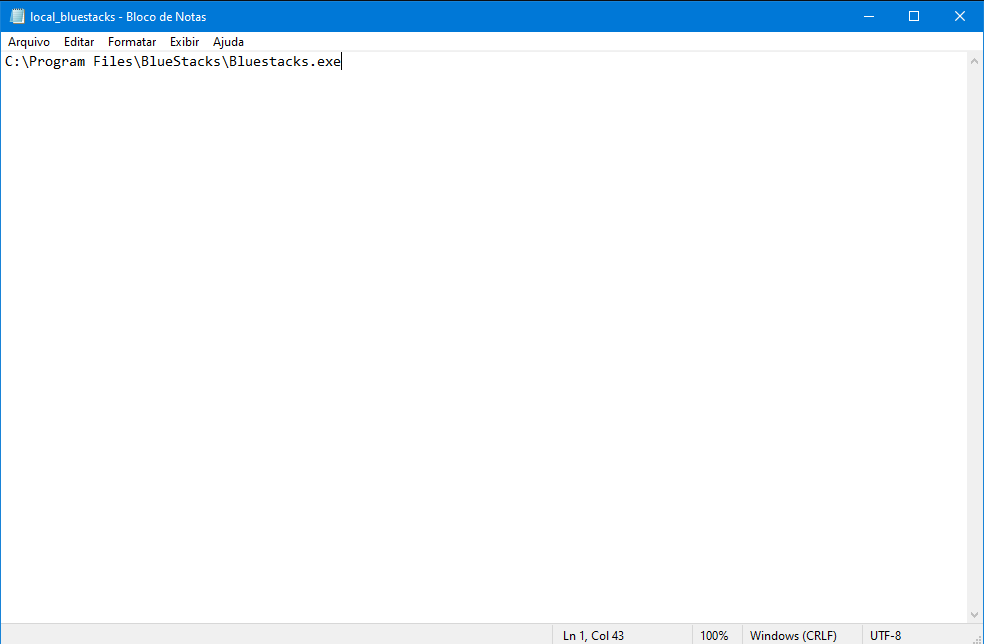 local_bluestacks - Bloco de Notas
Arquivo Editar Formatar Exibir Ajuda
C:\Program Files\BlueStacks\Bluestacks.exe
Ln 1, Col 43 100% Windows (CRLF) UTF-8